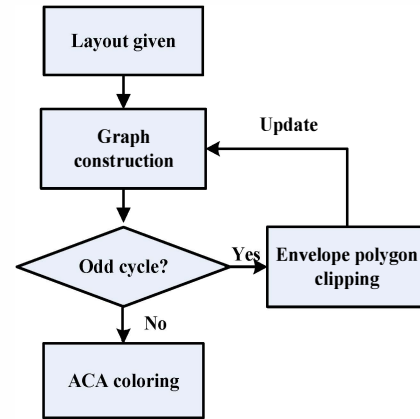 Layout given
Graph
construction
Update
Odd cycle?
Yes
Envelope polygon
clipping
No
ACA coloring